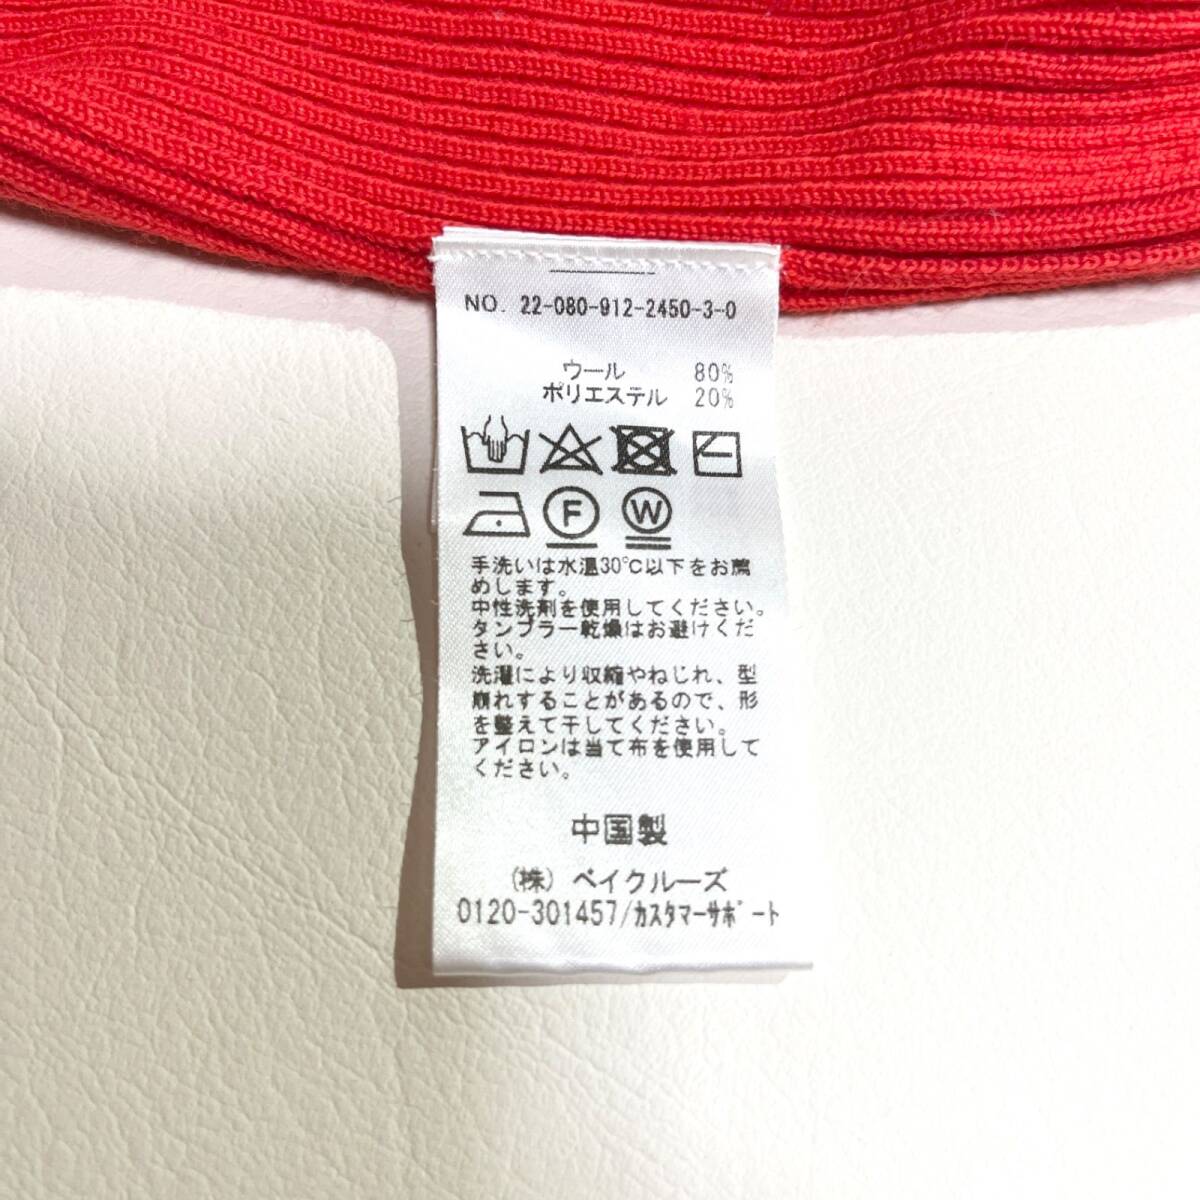 NO. 22-080-912-2450-3-0
ウール 80%
ポリエステル 20%
F W
手洗いは水温30℃以下をお薦
めします。
中性洗剤を使用してください。
タンブラー乾燥はお避けくだ
さい。
洗濯により収縮やねじれ、型
崩れすることがあるので、形
を整えて干してください。
アイロンは当て布を使用して
ください。
中国製
(株) ベイクルーズ
0120-301457/カスタマーサポート